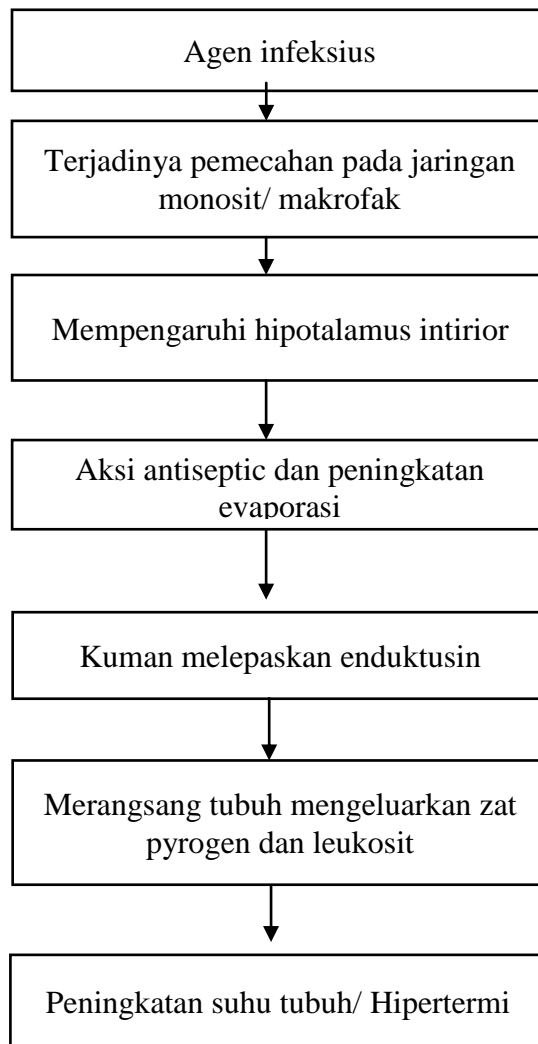 Agen infeksius
Terjadinya pemecahan pada jaringan
monosit/ makrofak
Mempengaruhi hipotalamus intirior
Aksi antiseptic dan peningkatan
evaporasi
Kuman melepaskan enduktusin
Merangsang tubuh mengeluarkan zat
pyrogen dan leukosit
Peningkatan suhu tubuh/ Hipertermi